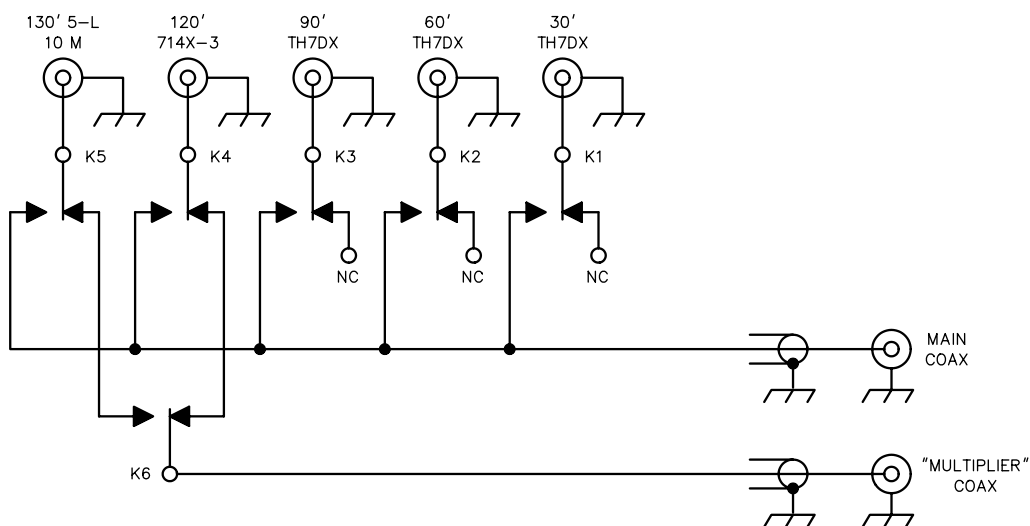 130' 5-L
10 M
120'
714X-3
90'
TH7DX
60'
TH7DX
30'
TH7DX
K5
K4
K3
K2
K1
NC
NC
NC
MAIN
COAX
K6
"MULTIPLIER"
COAX